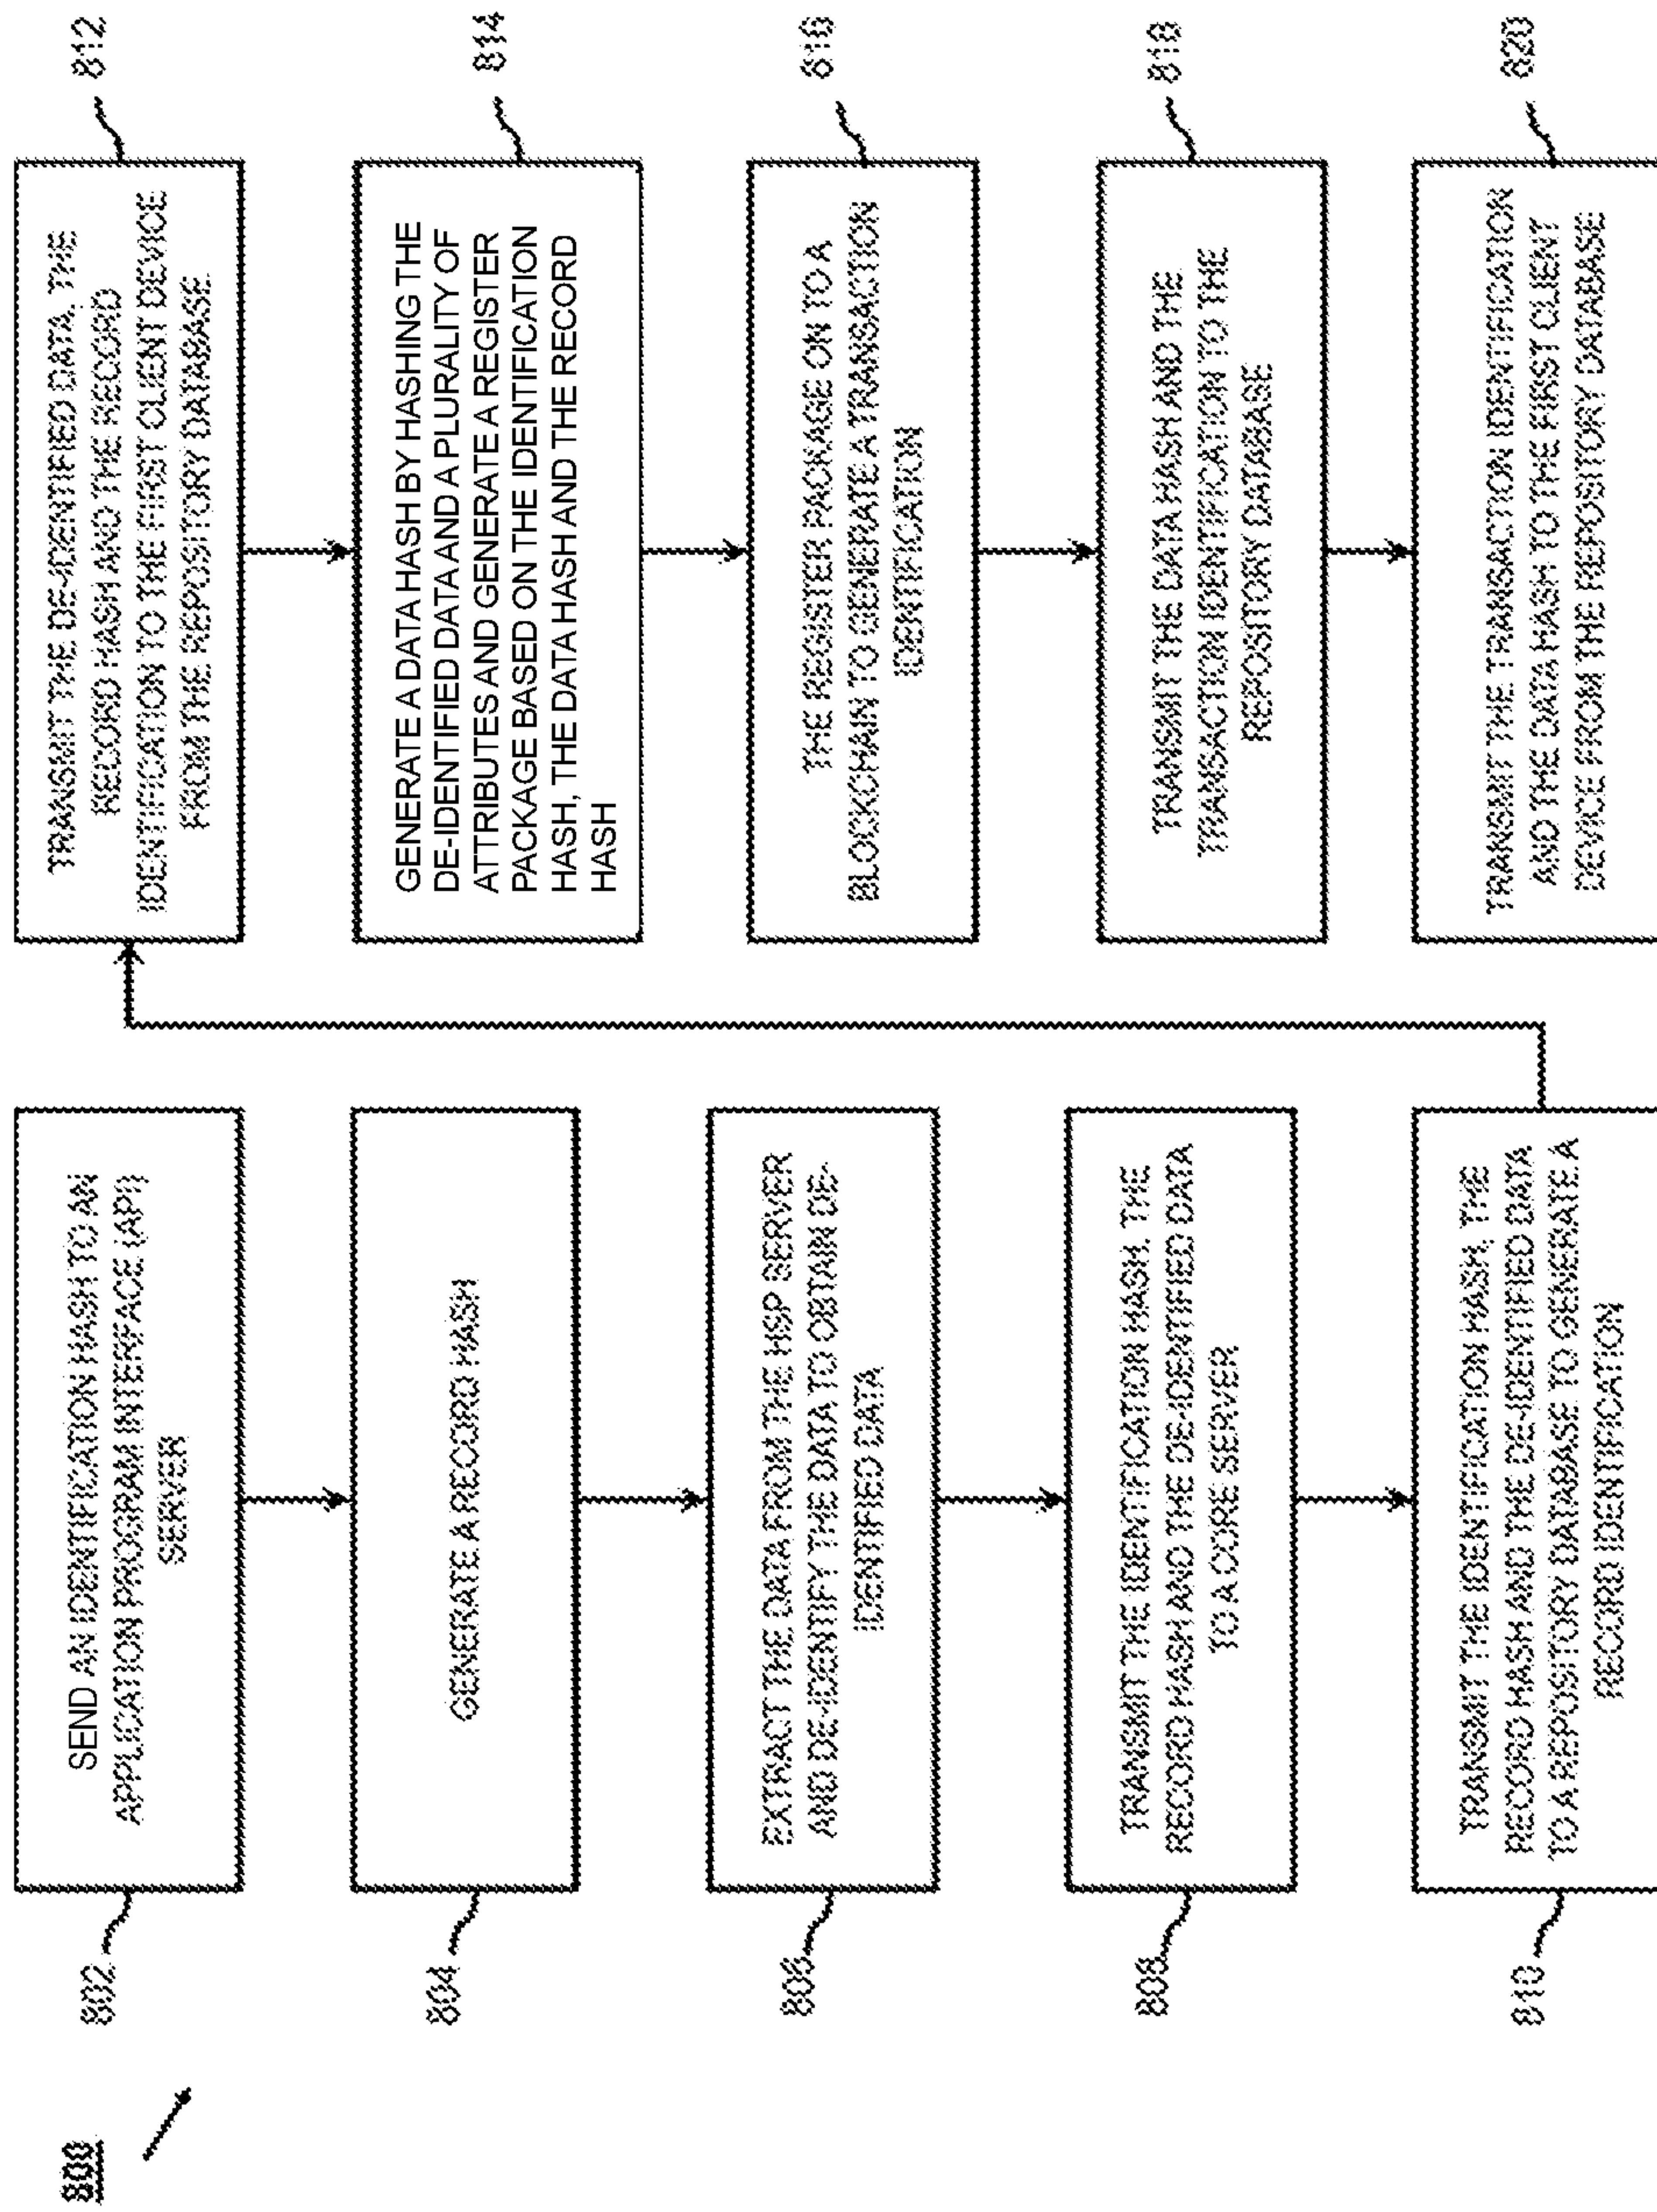 800
802
SEND AN IDENTIFICATION HASH TO AN
APPLICATION PROGRAM INTERFACE (API)
SERVER
804
GENERATE A RECORD HASH
806
EXTRACT THE DATA FROM THE HSP SERVER
AND DE-IDENTIFY THE DATA TO OBTAIN DE-
IDENTIFIED DATA
808
TRANSMIT THE IDENTIFICATION HASH, THE
RECORD HASH AND THE DE-IDENTIFIED DATA
TO A CORE SERVER
810
TRANSMIT THE IDENTIFICATION HASH, THE
RECORD HASH AND THE DE-IDENTIFIED DATA
TO A REPOSITORY DATABASE TO GENERATE A
RECORD IDENTIFICATION
812
TRANSMIT THE DE-IDENTIFIED DATA, THE
RECORD HASH AND THE RECORD
IDENTIFICATION TO THE FIRST CLIENT DEVICE
FROM THE REPOSITORY DATABASE
814
GENERATE A DATA HASH BY HASHING THE
DE-IDENTIFIED DATA AND A PLURALITY OF
ATTRIBUTES AND GENERATE A REGISTER
PACKAGE BASED ON THE IDENTIFICATION
HASH, THE DATA HASH AND THE RECORD
HASH
816
THE REGISTER PACKAGE ON TO A
BLOCKCHAIN TO GENERATE A TRANSACTION
IDENTIFICATION
818
TRANSMIT THE DATA HASH AND THE
TRANSACTION IDENTIFICATION TO THE
REPOSITORY DATABASE
820
TRANSMIT THE TRANSACTION IDENTIFICATION
AND THE DATA HASH TO THE FIRST CLIENT
DEVICE FROM THE REPOSITORY DATABASE